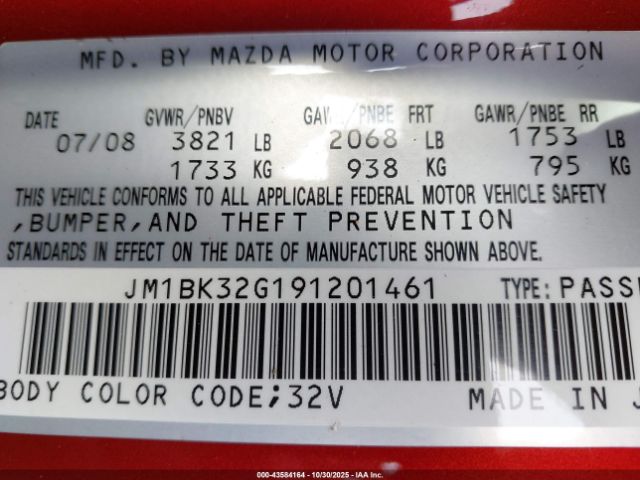 MFD. BY MAZDA MOTOR CORPORATION
DATE GVWR/PNBV GAWR/PNBE FRT GAWR/PNBE RR
07/08 3821 LB 2068 LB 1753 LB
1733 KG 938 KG 795 KG
THIS VEHICLE CONFORMS TO ALL APPLICABLE FEDERAL MOTOR VEHICLE SAFETY
,BUMPER,AND THEFT PREVENTION
STANDARDS IN EFFECT ON THE DATE OF MANUFACTURE SHOWN ABOVE.
JM1BK32G191201461 TYPE:PASSE
BODY COLOR CODE;32V MADE IN J
000-43584164 - 10/30/2025 - IAA, Inc.